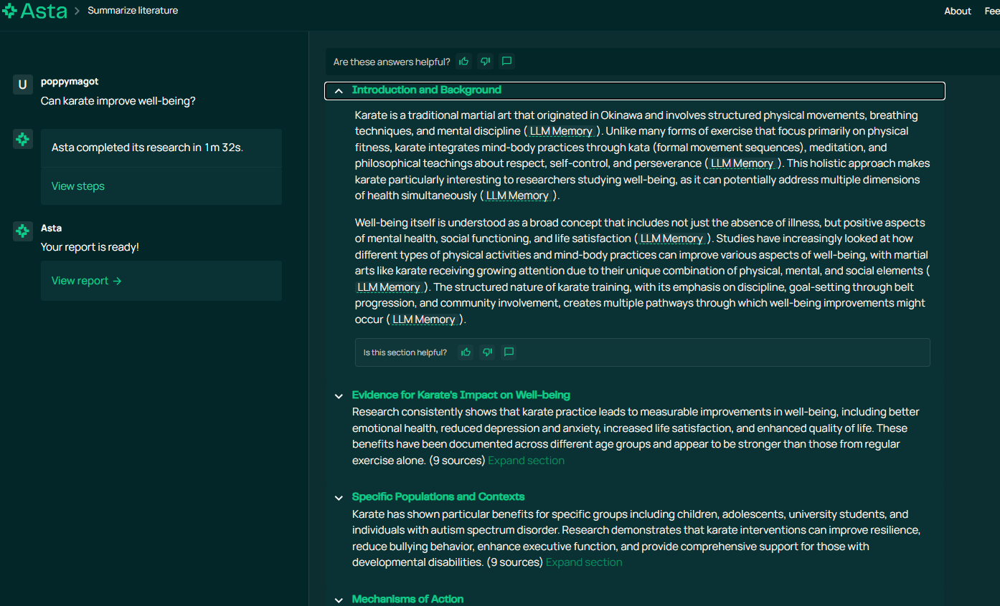 Asta > Summarize literature
About
Fee
U
poppymagot
Can karate improve well-being?
Asta completed its research in 1m 32s.
View steps
Asta
Your report is ready!
View report →
Are these answers helpful?
Introduction and Background
Karate is a traditional martial art that originated in Okinawa and involves structured physical movements, breathing
techniques, and mental discipline ( LLM Memory ). Unlike many forms of exercise that focus primarily on physical
fitness, karate integrates mind-body practices through kata (formal movement sequences), meditation, and
philosophical teachings about respect, self-control, and perseverance ( LLM Memory ). This holistic approach makes
karate particularly interesting to researchers studying well-being, as it can potentially address multiple dimensions
of health simultaneously ( LLM Memory ).
Well-being itself is understood as a broad concept that includes not just the absence of illness, but positive aspects
of mental health, social functioning, and life satisfaction ( LLM Memory ). Studies have increasingly looked at how
different types of physical activities and mind-body practices can improve various aspects of well-being, with martial
arts like karate receiving growing attention due to their unique combination of physical, mental, and social elements (
LLM Memory ). The structured nature of karate training, with its emphasis on discipline, goal-setting through belt
progression, and community involvement, creates multiple pathways through which well-being improvements might
occur ( LLM Memory ).
Is this section helpful?
Evidence for Karate's Impact on Well-being
Research consistently shows that karate practice leads to measurable improvements in well-being, including better
emotional health, reduced depression and anxiety, increased life satisfaction, and enhanced quality of life. These
benefits have been documented across different age groups and appear to be stronger than those from regular
exercise alone. (9 sources) Expand section
Specific Populations and Contexts
Karate has shown particular benefits for specific groups including children, adolescents, university students, and
individuals with autism spectrum disorder. Research demonstrates that karate interventions can improve resilience,
reduce bullying behavior, enhance executive function, and provide comprehensive support for those with
developmental disabilities. (9 sources) Expand section
Mechanisms of Action